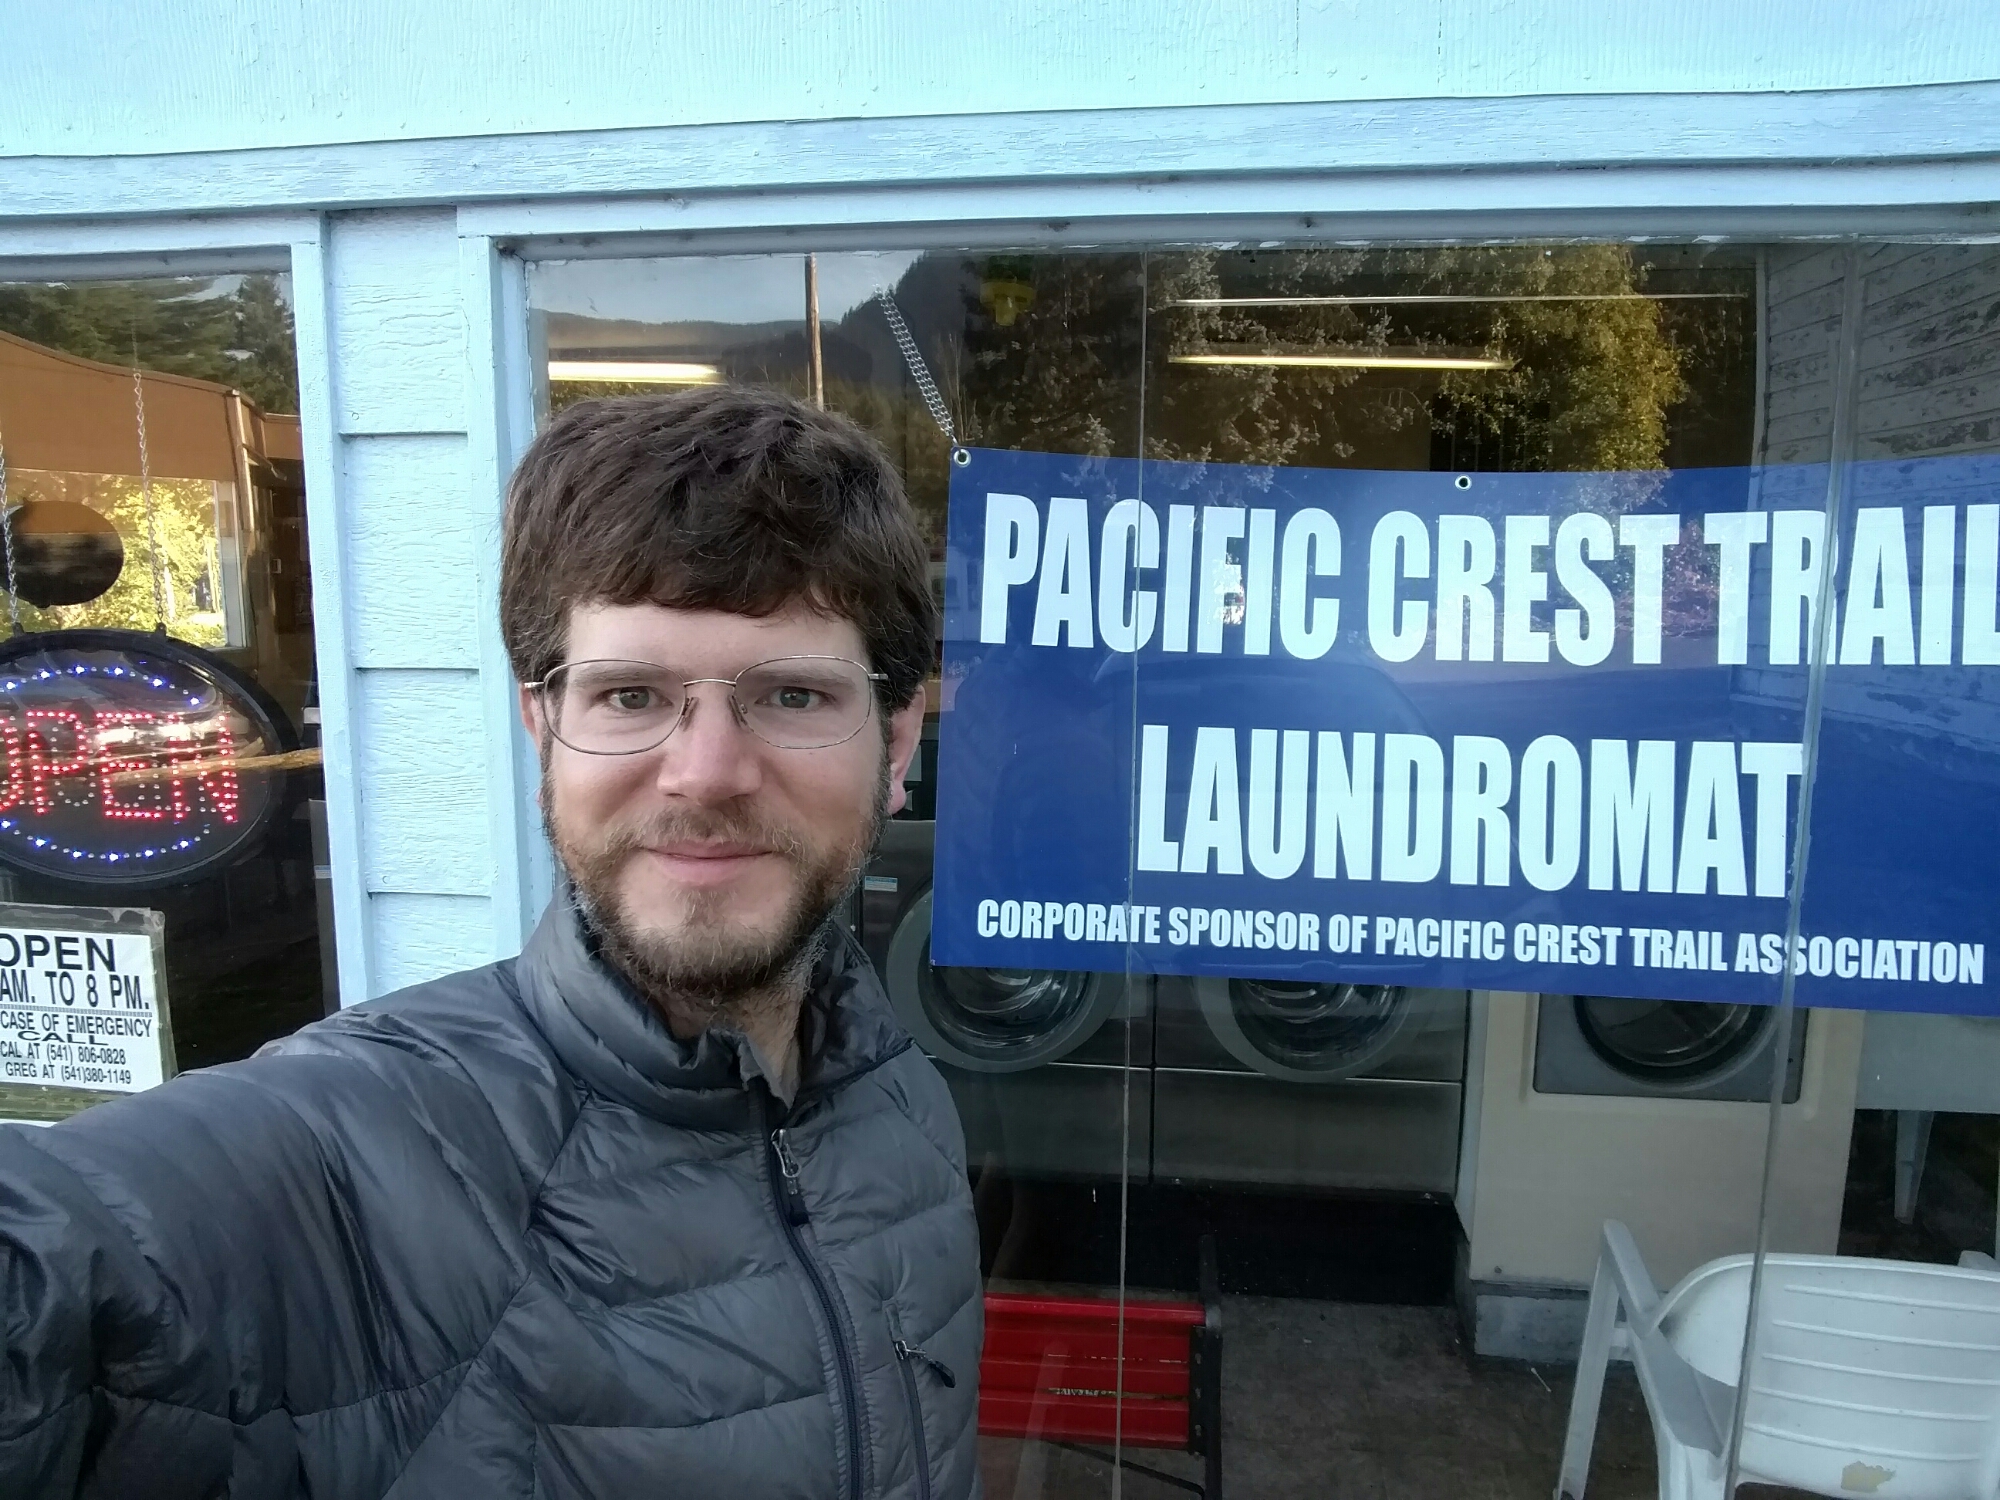 OPEN
OPEN
AM. TO 8 PM.
CASE OF EMERGENCY
CALL
CAL AT (541) 806-0828
GREG AT (541)380-1149
PACIFIC CREST TRAIL
LAUNDROMAT
CORPORATE SPONSOR OF PACIFIC CREST TRAIL ASSOCIATION